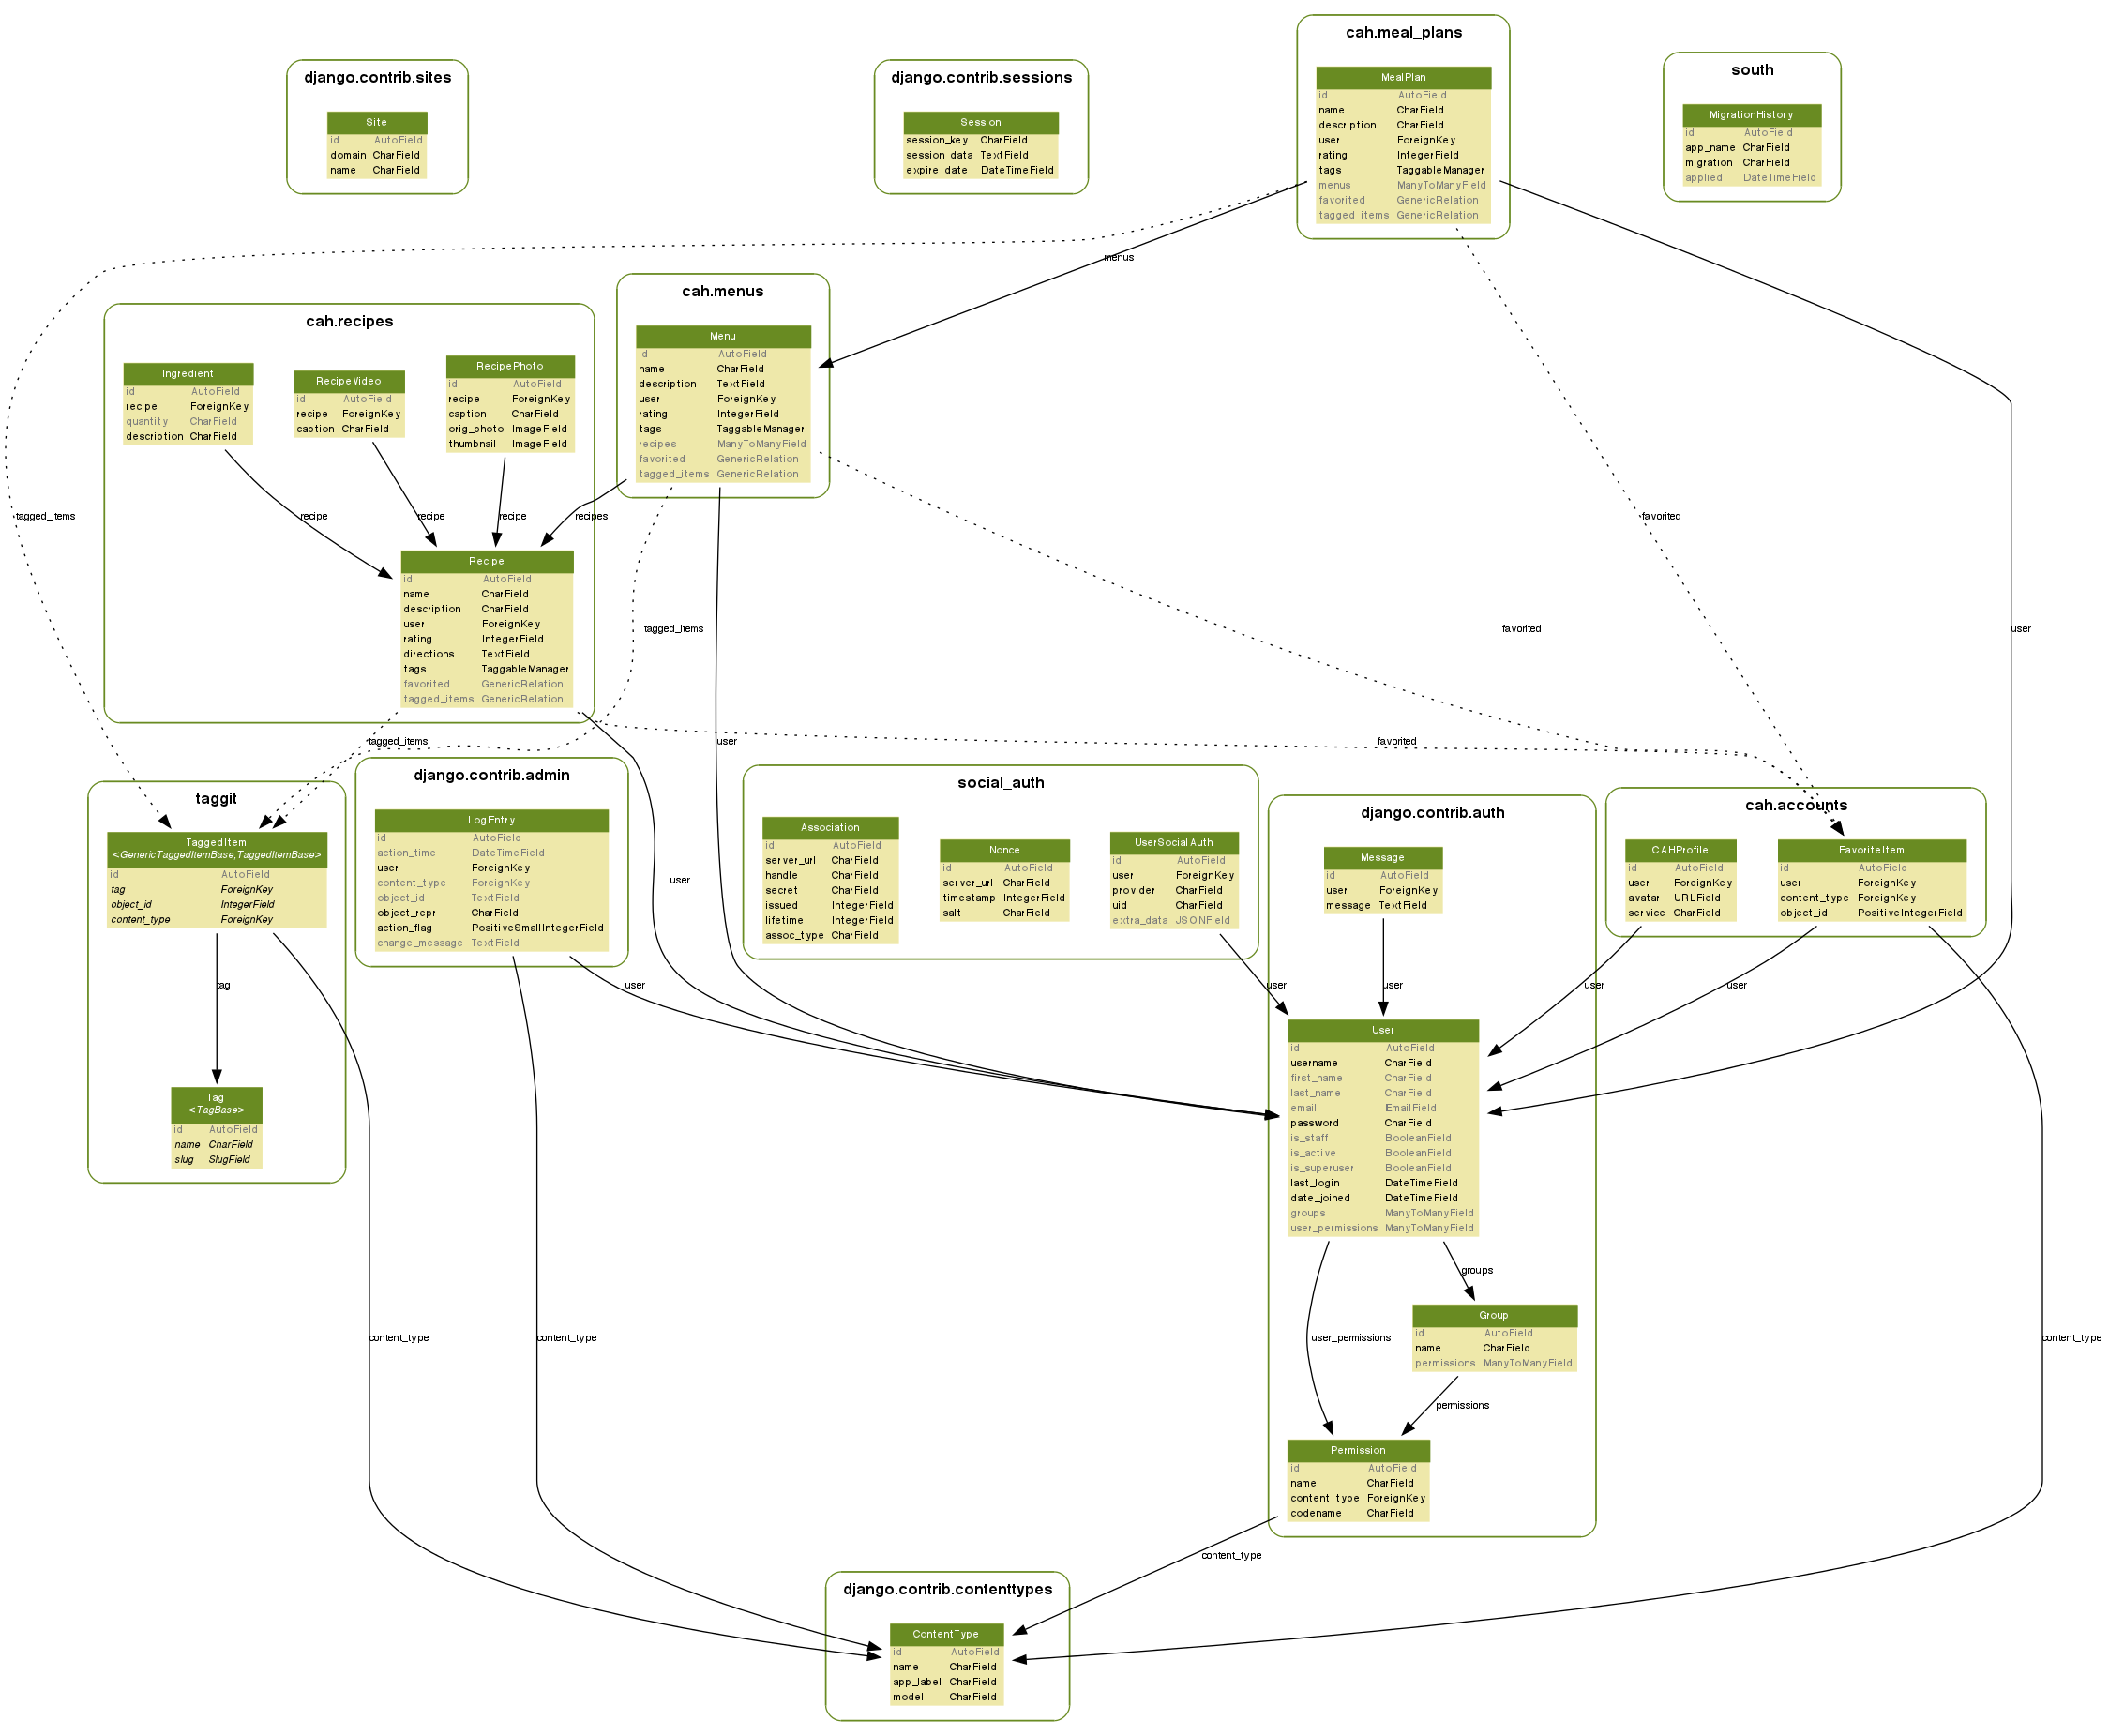 cah.meal_plans
MealPlan
id AutoField
name CharField
description CharField
user ForeignKey
rating IntegerField
tags TaggableManager
menus ManyToManyField
favorited GenericRelation
tagged_items GenericRelation
django.contrib.sites
Site
id AutoField
domain CharField
name CharField
django.contrib.sessions
Session
session_key CharField
session_data TextField
expire_date DateTimeField
south
MigrationHistory
id AutoField
app_name CharField
migration CharField
applied DateTimeField
menus
cah.menus
Menu
id AutoField
name CharField
description TextField
user ForeignKey
rating IntegerField
tags TaggableManager
recipes ManyToManyField
favorited GenericRelation
tagged_items GenericRelation
cah.recipes
Ingredient
id AutoField
recipe ForeignKey
quantity CharField
description CharField
RecipeVideo
id AutoField
recipe ForeignKey
caption CharField
RecipePhoto
id AutoField
recipe ForeignKey
caption CharField
orig_photo ImageField
thumbnail ImageField
tagged_items
recipe
recipe
recipe
recipes
favorited
Recipe
id AutoField
name CharField
description CharField
user ForeignKey
rating IntegerField
directions TextField
tags TaggableManager
favorited GenericRelation
tagged_items GenericRelation
tagged_items
favorited
user
tagged_items
user
favorited
taggit
TaggedItem
<GenericTaggedItemBase,TaggedItemBase>
id AutoField
tag ForeignKey
object_id IntegerField
content_type ForeignKey
django.contrib.admin
LogEntry
id AutoField
action_time DateTimeField
user ForeignKey
content_type ForeignKey
object_id TextField
object_repr CharField
action_flag PositiveSmallIntegerField
change_message TextField
user
social_auth
Association
id AutoField
server_url CharField
handle CharField
secret CharField
issued IntegerField
lifetime IntegerField
assoc_type CharField
Nonce
id AutoField
server_url CharField
timestamp IntegerField
salt CharField
UserSocialAuth
id AutoField
user ForeignKey
provider CharField
uid CharField
extra_data JSONField
django.contrib.auth
Message
id AutoField
user ForeignKey
message TextField
cah.accounts
CAHProfile
id AutoField
user ForeignKey
avatar URLField
service CharField
FavoriteItem
id AutoField
user ForeignKey
content_type ForeignKey
object_id PositiveIntegerField
tag
user
user
user
user
user
Tag
<TagBase>
id AutoField
name CharField
slug SlugField
User
id AutoField
username CharField
first_name CharField
last_name CharField
email EmailField
password CharField
is_staff BooleanField
is_active BooleanField
is_superuser BooleanField
last_login DateTimeField
date_joined DateTimeField
groups ManyToManyField
user_permissions ManyToManyField
groups
Group
id AutoField
name CharField
permissions ManyToManyField
content_type
content_type
user_permissions
content_type
permissions
Permission
id AutoField
name CharField
content_type ForeignKey
codename CharField
content_type
django.contrib.contenttypes
ContentType
id AutoField
name CharField
app_label CharField
model CharField